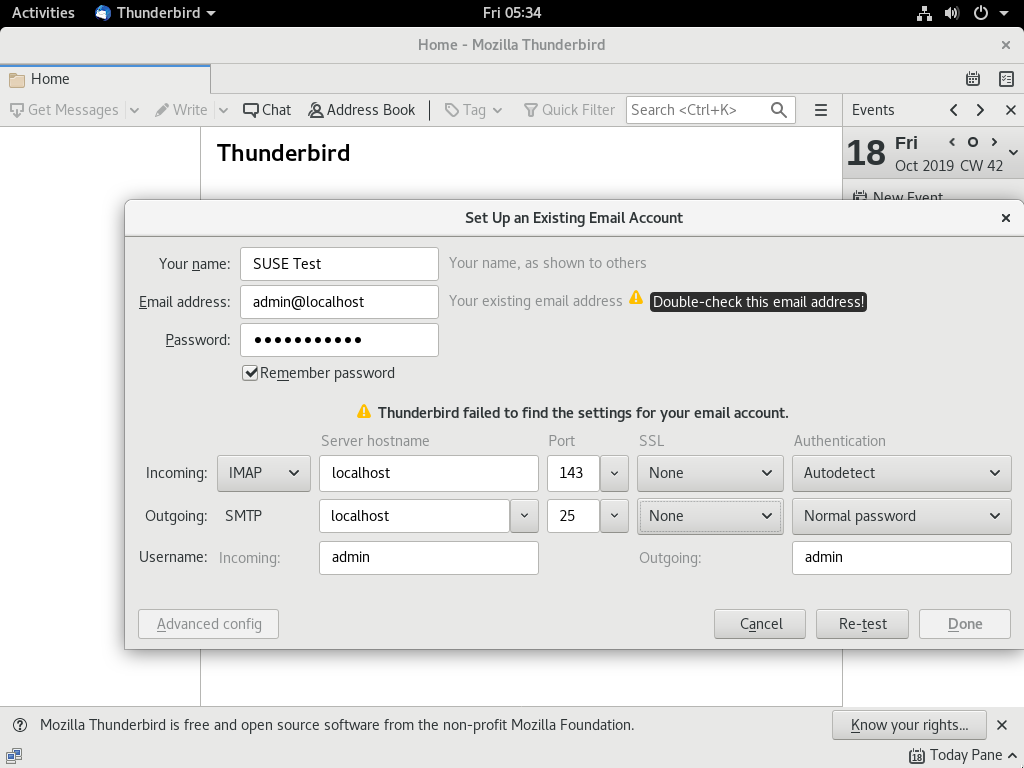 Activities Thunderbird Fri 05:34
Home - Mozilla Thunderbird
Home
Get Messages Write Chat Address Book Tag Quick Filter Search <Ctrl+K> Events
Thunderbird
18 Fri
Oct 2019 CW 42
New Event
Set Up an Existing Email Account
Your name: SUSE Test Your name, as shown to others
Email address: admin@localhost Your existing email address Double-check this email address!
Password: •••••••••••
Remember password
Thunderbird failed to find the settings for your email account.
Server hostname Port SSL Authentication
Incoming: IMAP localhost 143 None Autodetect
Outgoing: SMTP localhost 25 None Normal password
Username: Incoming: admin Outgoing: admin
Advanced config Cancel Re-test Done
Mozilla Thunderbird is free and open source software from the non-profit Mozilla Foundation. Know your rights...
18 Today Pane